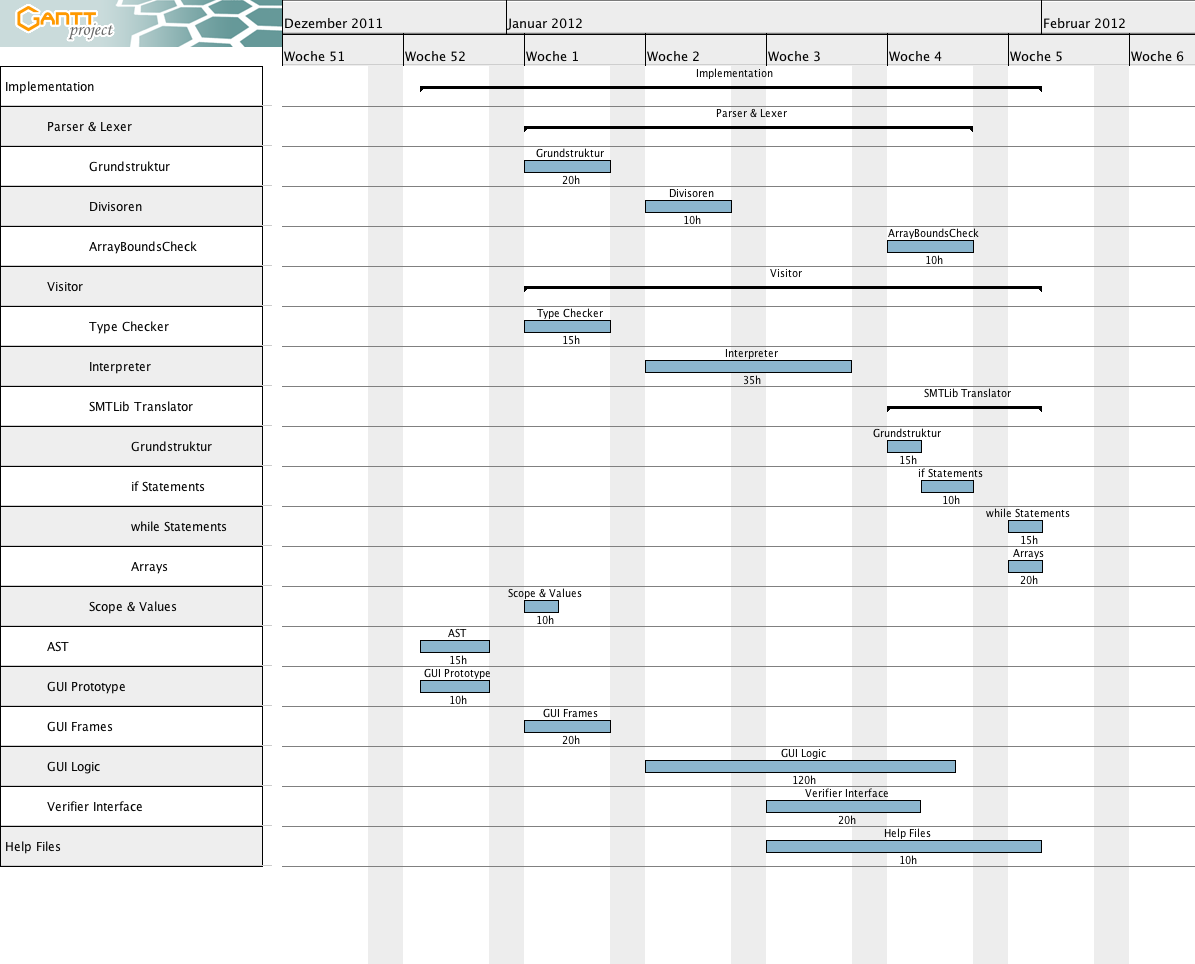 GANTT
project
Dezember 2011
Januar 2012
Februar 2012
Woche 51
Woche 52
Woche 1
Woche 2
Woche 3
Woche 4
Woche 5
Woche 6
Implementation
Implementation
Parser & Lexer
Parser & Lexer
Grundstruktur
Grundstruktur
20h
Divisoren
Divisoren
10h
ArrayBoundsCheck
ArrayBoundsCheck
10h
Visitor
Visitor
Type Checker
Type Checker
15h
Interpreter
Interpreter
35h
SMTLib Translator
SMTLib Translator
Grundstruktur
Grundstruktur
15h
if Statements
if Statements
10h
while Statements
while Statements
15h
Arrays
Arrays
20h
Scope & Values
Scope & Values
10h
AST
AST
15h
GUI Prototype
GUI Prototype
10h
GUI Frames
GUI Frames
20h
GUI Logic
GUI Logic
120h
Verifier Interface
Verifier Interface
20h
Help Files
Help Files
10h